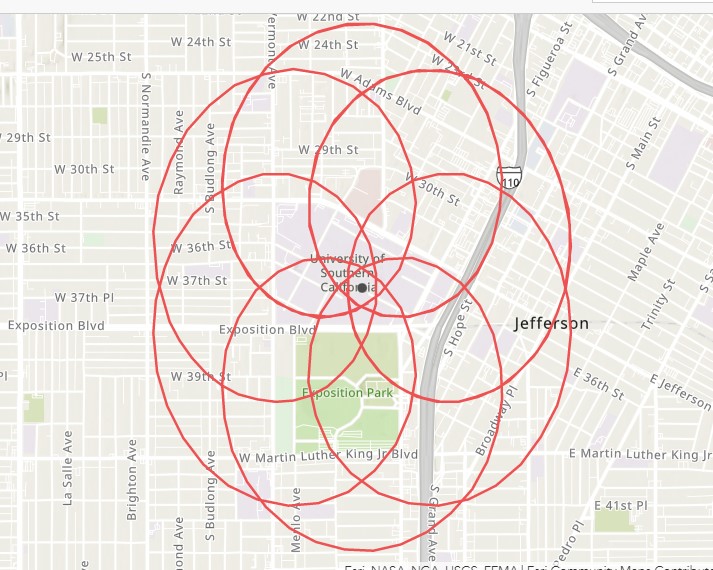 W 22nd St
W 24th St
W 24th St
W 21st St
W 25th St
Vermont Ave
W 23rd St
S Figueroa St
S Grand Av
S Normandie Ave
W Adams Blvd
W 29th St
Raymond Ave
S Budlong Ave
W 29th St
S Main St
W 30th St
W 30th St
110
W 35th St
W 36th St
W 36th St
University of
Southern
California
Maple Ave
W 37th St
W 37th Pl
Trinity St
Exposition Blvd
Exposition Blvd
S Hope St
Jefferson
W 39th St
Exposition Park
E 36th St
E Jefferson
Broadway Pl
W Martin Luther King Jr Blvd
E Martin Luther King Jr
La Salle Ave
Brighton Ave
S Budlong Ave
Menlo Ave
S Grand Ave
E 41st Pl
mond Ave
edro Pl
Esri, NASA, NGA, USGS, FEMA | Esri Community Maps Contribut